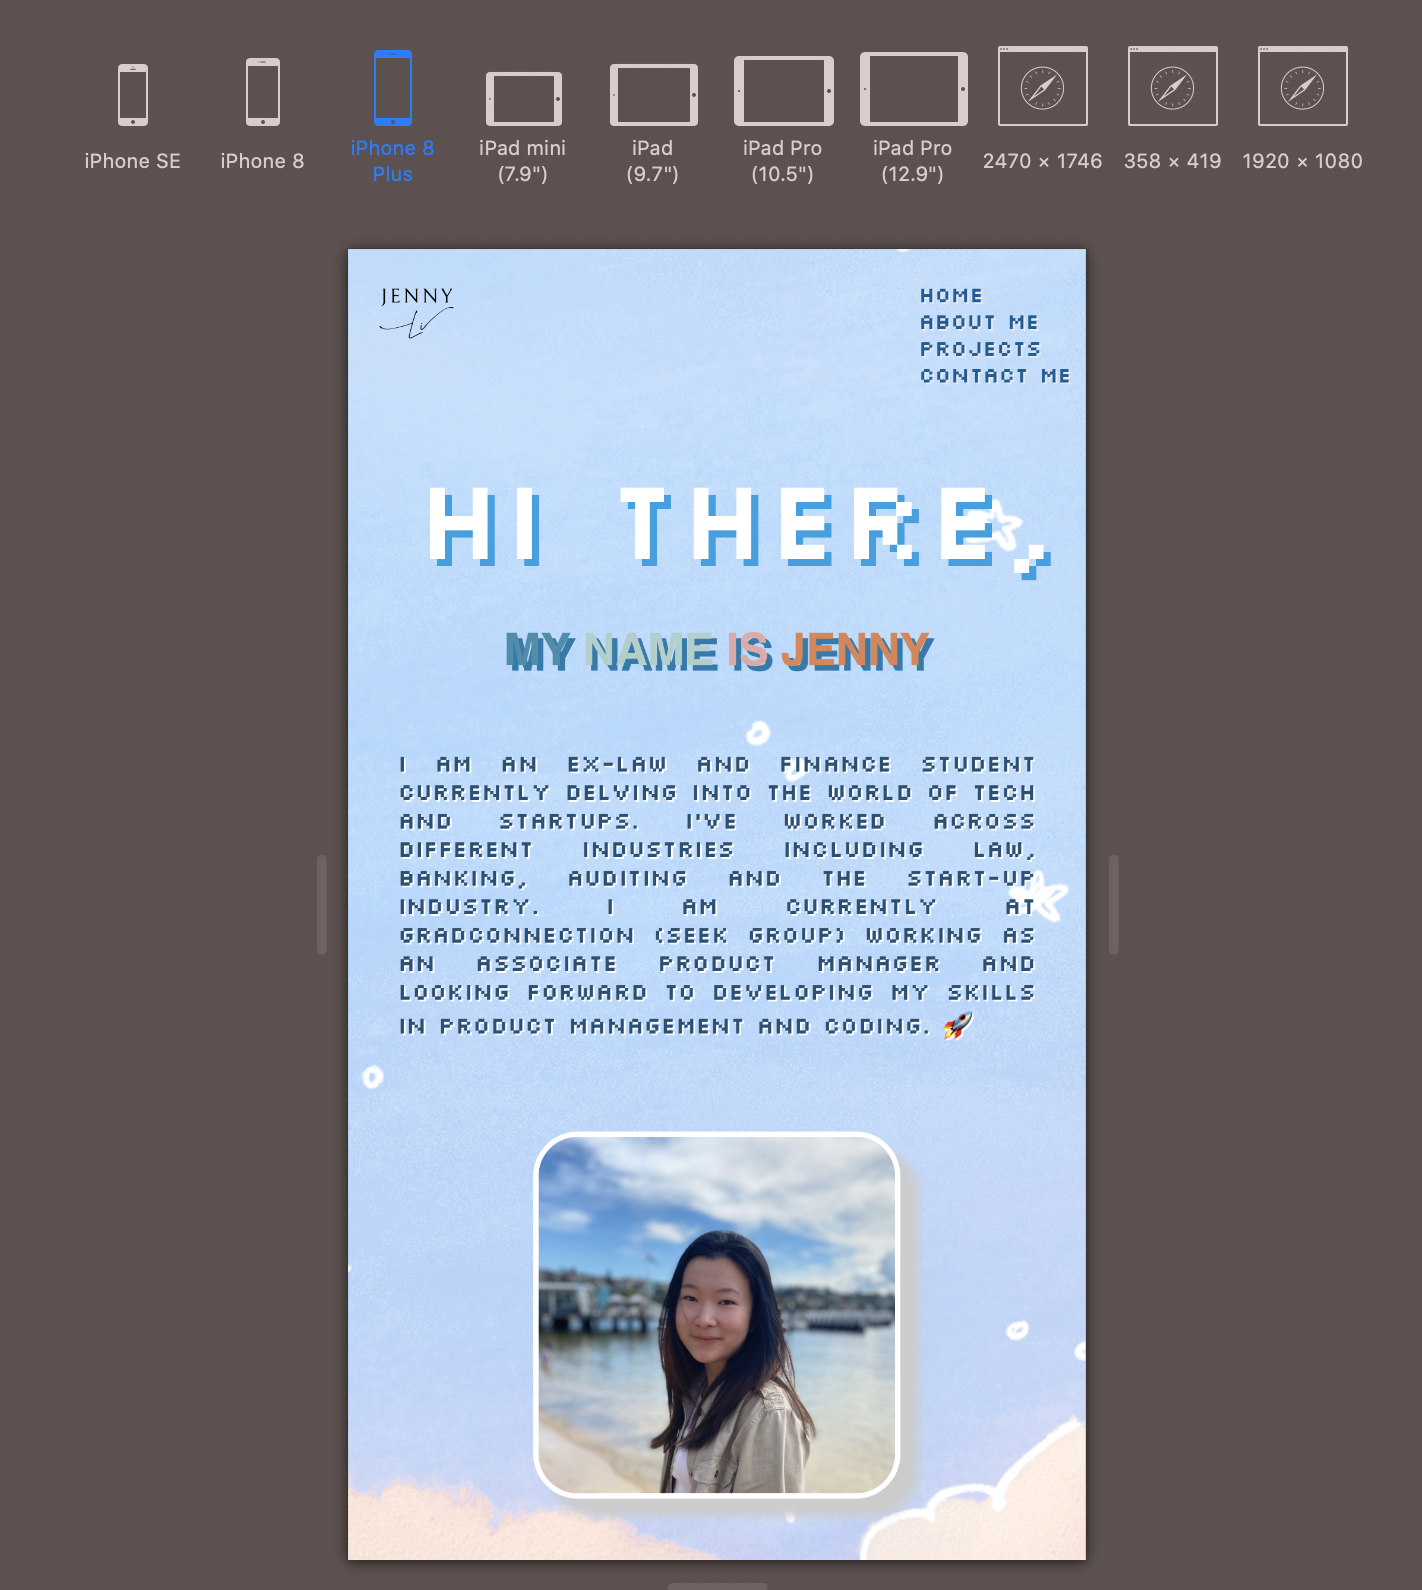 iPhone SE
iPhone 8
iPhone 8
Plus
iPad mini
(7.9")
iPad
(9.7")
iPad Pro
(10.5")
iPad Pro
(12.9")
2470 × 1746
358 × 419
1920 × 1080
JENNY
Li
HOME
ABOUT ME
PROJECTS
CONTACT ME
HI THERE,
MY NAME IS JENNY
I AM AN EX-LAW AND FINANCE STUDENT
CURRENTLY DELVING INTO THE WORLD OF TECH
AND STARTUPS. I'VE WORKED ACROSS
DIFFERENT INDUSTRIES INCLUDING LAW,
BANKING, AUDITING AND THE START-UP
INDUSTRY. I AM CURRENTLY AT
GRADCONNECTION (SEEK GROUP) WORKING AS
AN ASSOCIATE PRODUCT MANAGER AND
LOOKING FORWARD TO DEVELOPING MY SKILLS
IN PRODUCT MANAGEMENT AND CODING. 🚀